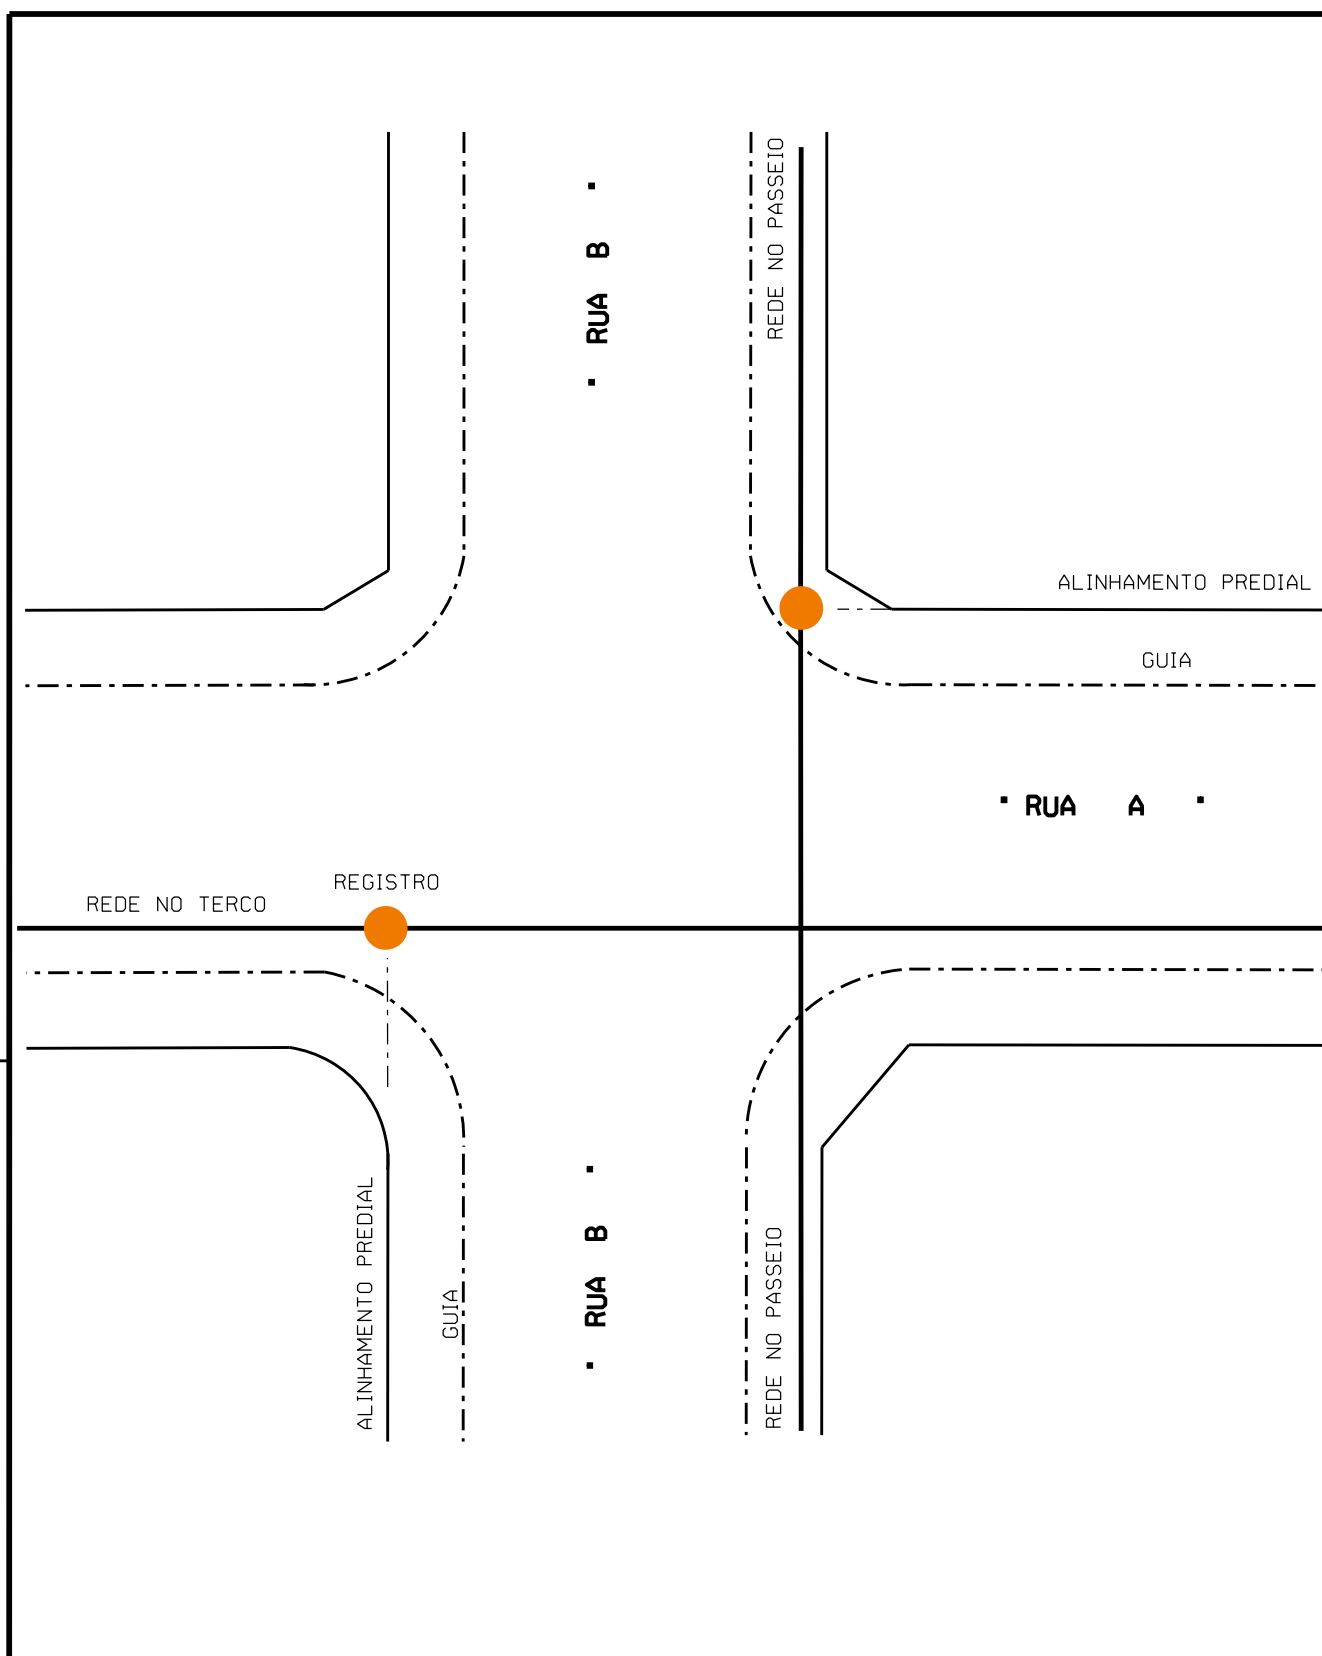 REDE NO PASSEIO
· RUA B ·
ALINHAMENTO PREDIAL
GUIA
· RUA A ·
REGISTRO
REDE NO TERCO
ALINHAMENTO PREDIAL
GUIA
· RUA B ·
REDE NO PASSEIO